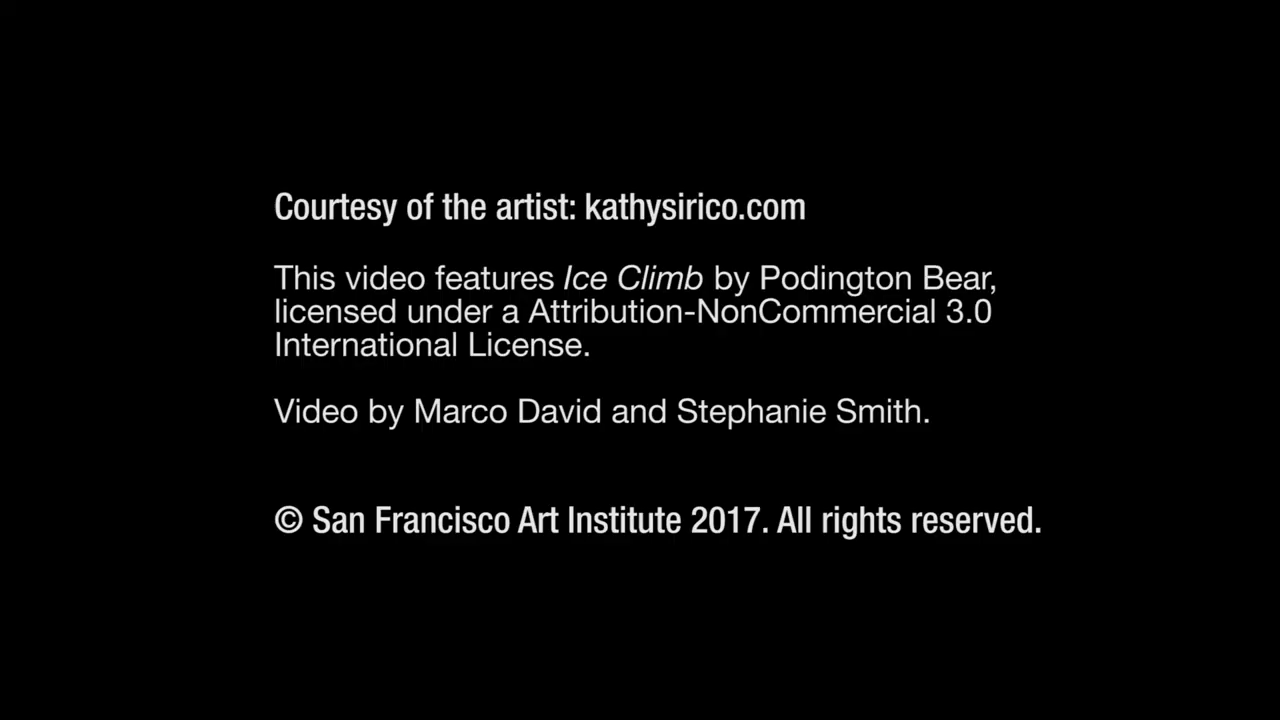 Courtesy of the artist: kathysirico.com
This video features Ice Climb by Podington Bear,
licensed under a Attribution-NonCommercial 3.0
International License.
Video by Marco David and Stephanie Smith.
© San Francisco Art Institute 2017. All rights reserved.